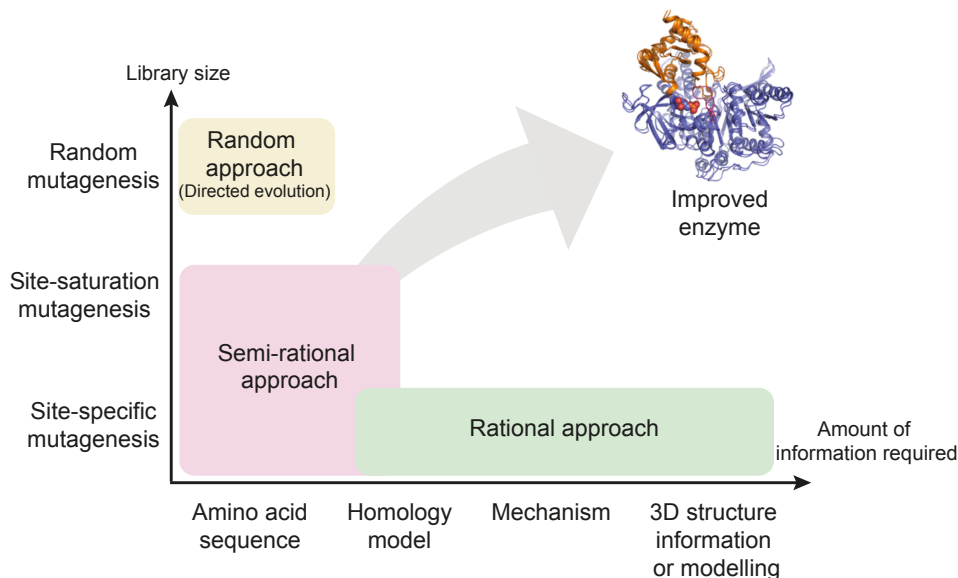 Library size
Random
mutagenesis
Random
approach
(Directed evolution)
Improved
enzyme
Site-saturation
mutagenesis
Semi-rational
approach
Site-specific
mutagenesis
Rational approach
Amount of
information required
Amino acid
sequence
Homology
model
Mechanism
3D structure
information
or modelling